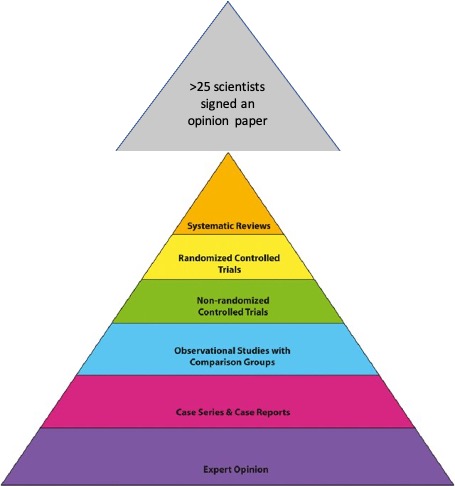 >25 scientists
signed an
opinion paper
Systematic Reviews
Randomized Controlled
Trials
Non-randomized
Controlled Trials
Observational Studies with
Comparison Groups
Case Series & Case Reports
Expert Opinion